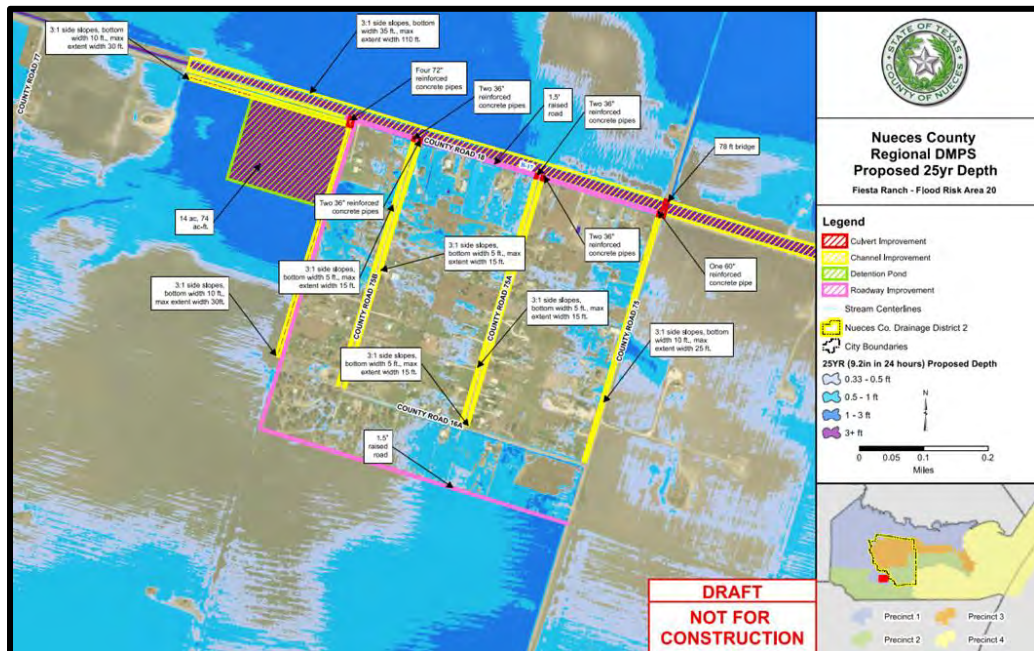 3:1 side slopes, bottom
width 10 ft., max
extent width 30 ft.
3:1 side slopes, bottom
width 35 ft., max
extent width 110 ft.
COUNTY ROAD 77
Four 72"
reinforced
concrete pipes
Two 36"
reinforced
concrete pipes
1.5"
raised
road
Two 36"
reinforced
concrete pipes
78 ft bridge
COUNTY ROAD 18
14 ac, 74
ac-ft.
Two 36" reinforced
concrete pipes
3:1 side slopes,
bottom width 5 ft., max
extent width 15 ft.
3:1 side slopes,
bottom width 5 ft., max
extent width 15 ft.
Two 36"
reinforced
concrete pipes
One 60"
reinforced
concrete pipe
3:1 side slopes,
bottom width 10 ft.,
max extent width 30ft.
COUNTY ROAD 75B
COUNTY ROAD 75A
COUNTY ROAD 75
3:1 side slopes,
bottom width 5 ft., max
extent width 15 ft.
3:1 side slopes, bottom
width 10 ft., max
extent width 25 ft.
3:1 side slopes,
bottom width 5 ft., max
extent width 15 ft.
COUNTY ROAD 16A
1.5"
raised
road
DRAFT
NOT FOR
CONSTRUCTION
STATE OF TEXAS
COUNTY OF NUECES
Nueces County
Regional DMPS
Proposed 25yr Depth
Fiesta Ranch - Flood Risk Area 20
Legend
Culvert Improvement
Channel Improvement
Detention Pond
Roadway Improvement
Stream Centerlines
Nueces Co. Drainage District 2
City Boundaries
25YR (9.2in in 24 hours) Proposed Depth
0.33 - 0.5 ft
0.5 - 1 ft
1 - 3 ft
3+ ft
N
0 0.1 0.2
Miles
Precinct 1
Precinct 3
Precinct 2
Precinct 4